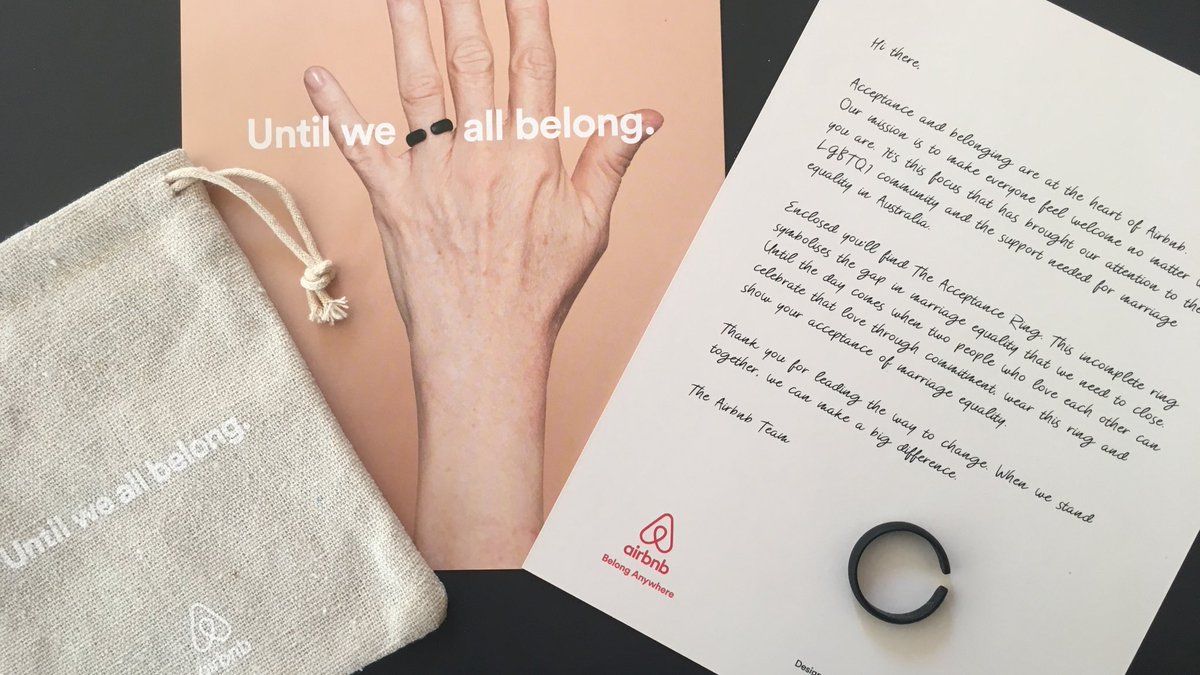 Until we all belong.
Hi there,
Acceptance and belonging are at the heart of Airbnb.
Our mission is to make everyone feel welcome no matter
you are. It's this focus that has brought our attention to the
LGBTQI community and the support needed for marriage
equality in Australia.
Enclosed you'll find The Acceptance Ring. This incomplete ring
symbolises the gap in marriage equality that we need to close.
Until the day comes when two people who love each other can
celebrate that love through commitment, wear this ring and
show your acceptance of marriage equality.
Thank you for leading the way to change. When we stand
together, we can make a big difference.
The Airbnb Team
airbnb
Belong Anywhere
Until we all belong.
airbnb